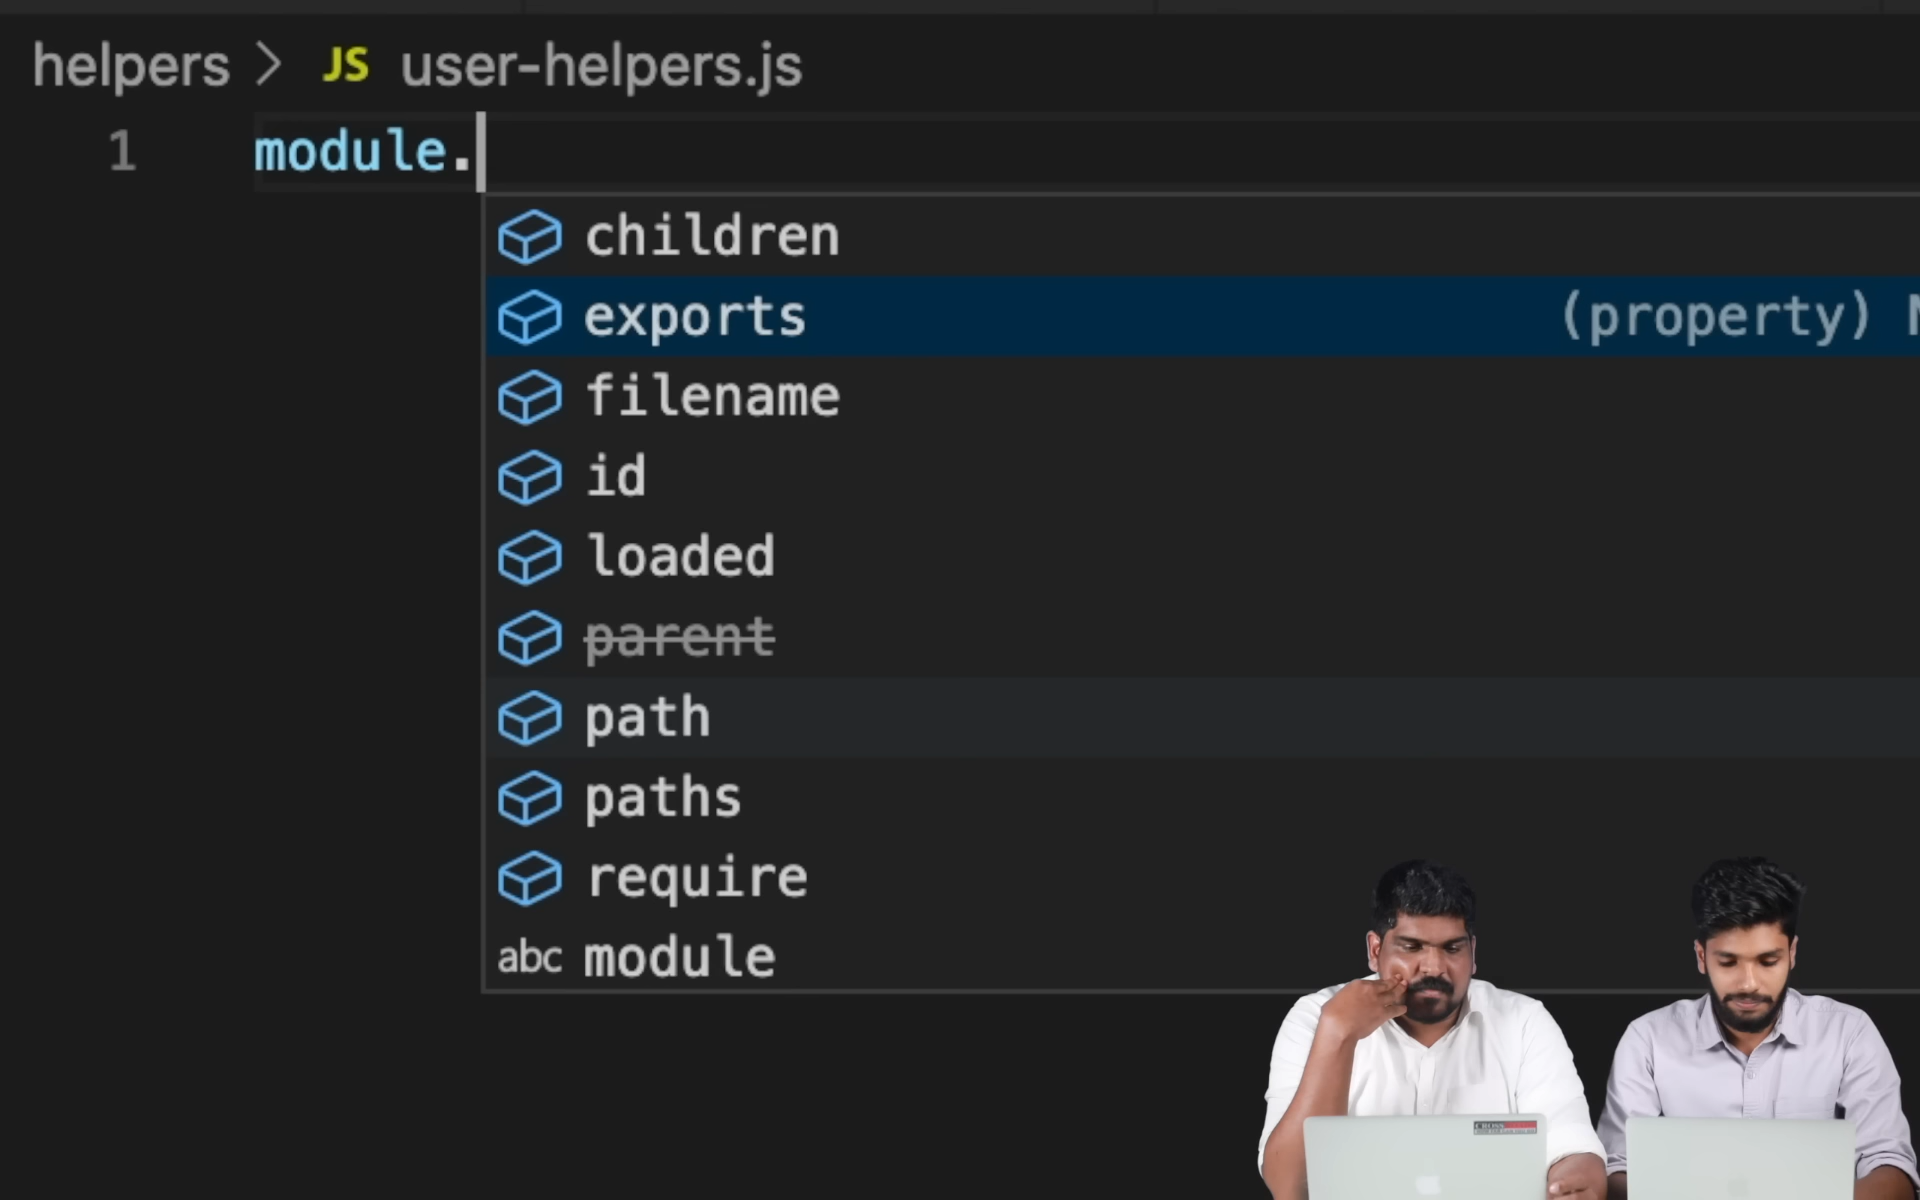 helpers > JS user-helpers.js
1 module.
children
exports (property)
filename
id
loaded
parent
path
paths
require
abc module
CROSS